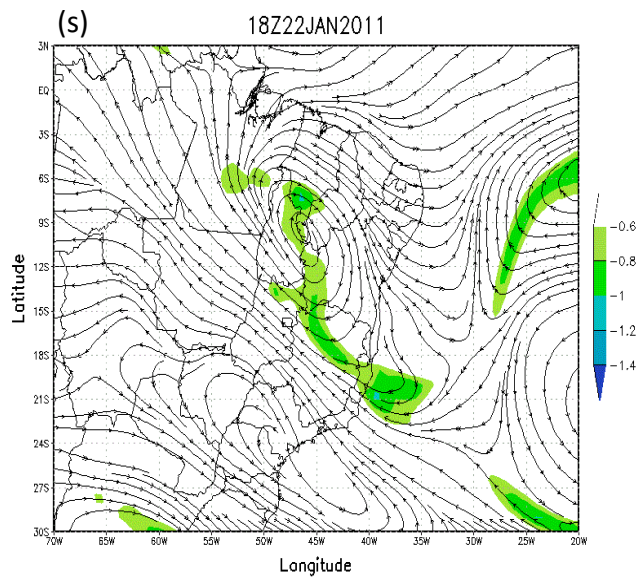 (s)
18Z22JAN2011
3N
EQ
3S
6S
9S
12S
15S
18S
21S
24S
27S
30S
Latitude
70W 65W 60W 55W 50W 45W 40W 35W 30W 25W 20W
Longitude
-0.6
-0.8
-1
-1.2
-1.4